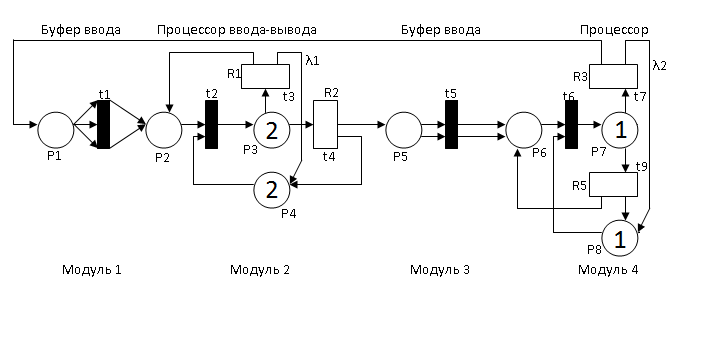 Буфер ввода Процессор ввода-вывода Буфер ввода Процессор
λ1 λ2
R1 R2 R3
t1 t2 t3 t5 t6 t7
P1 P2 P3 2 t4 P5 P6 P7 1
t9
R5
2 P4
P8 1
Модуль 1 Модуль 2 Модуль 3 Модуль 4